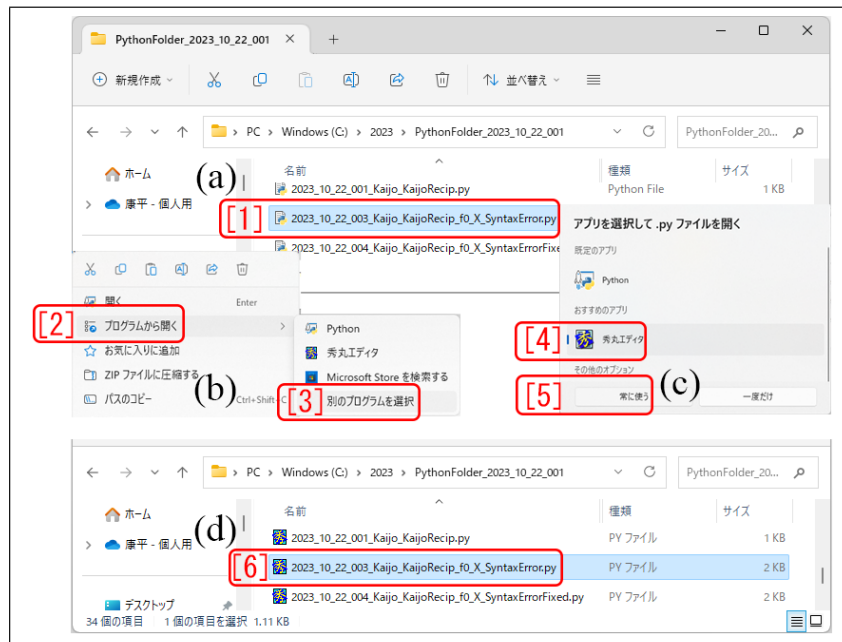 PythonFolder_2023_10_22_001
新規作成
並べ替え
PC > Windows (C:) > 2023 > PythonFolder_2023_10_22_001
PythonFolder_20...
ホーム
(a)
名前
種類
サイズ
2023_10_22_001_Kaijo_KaijoRecip.py
Python File
1 KB
康平 - 個人用
[1]
2023_10_22_003_Kaijo_KaijoRecip_f0_X_SyntaxError.py
2023_10_22_004_Kaijo_KaijoRecip_f0_X_SyntaxErrorFixe
アプリを選択して .py ファイルを開く
既定のアプリ
Python
おすすめのアプリ
[4]
秀丸エディタ
その他のオプション
[5]
常に使う
(c)
一度だけ
開く
Enter
[2]
プログラムから開く
お気に入りに追加
ZIP ファイルに圧縮する
(b)
パスのコピー
Ctrl+Shift+C
Python
秀丸エディタ
Microsoft Store を検索する
[3]
別のプログラムを選択
PC > Windows (C:) > 2023 > PythonFolder_2023_10_22_001
PythonFolder_20...
ホーム
(d)
名前
種類
サイズ
2023_10_22_001_Kaijo_KaijoRecip.py
PY ファイル
1 KB
康平 - 個人用
[6]
2023_10_22_003_Kaijo_KaijoRecip_f0_X_SyntaxError.py
PY ファイル
2 KB
デスクトップ
2023_10_22_004_Kaijo_KaijoRecip_f0_X_SyntaxErrorFixed.py
PY ファイル
2 KB
34 個の項目
1 個の項目を選択 1.11 KB